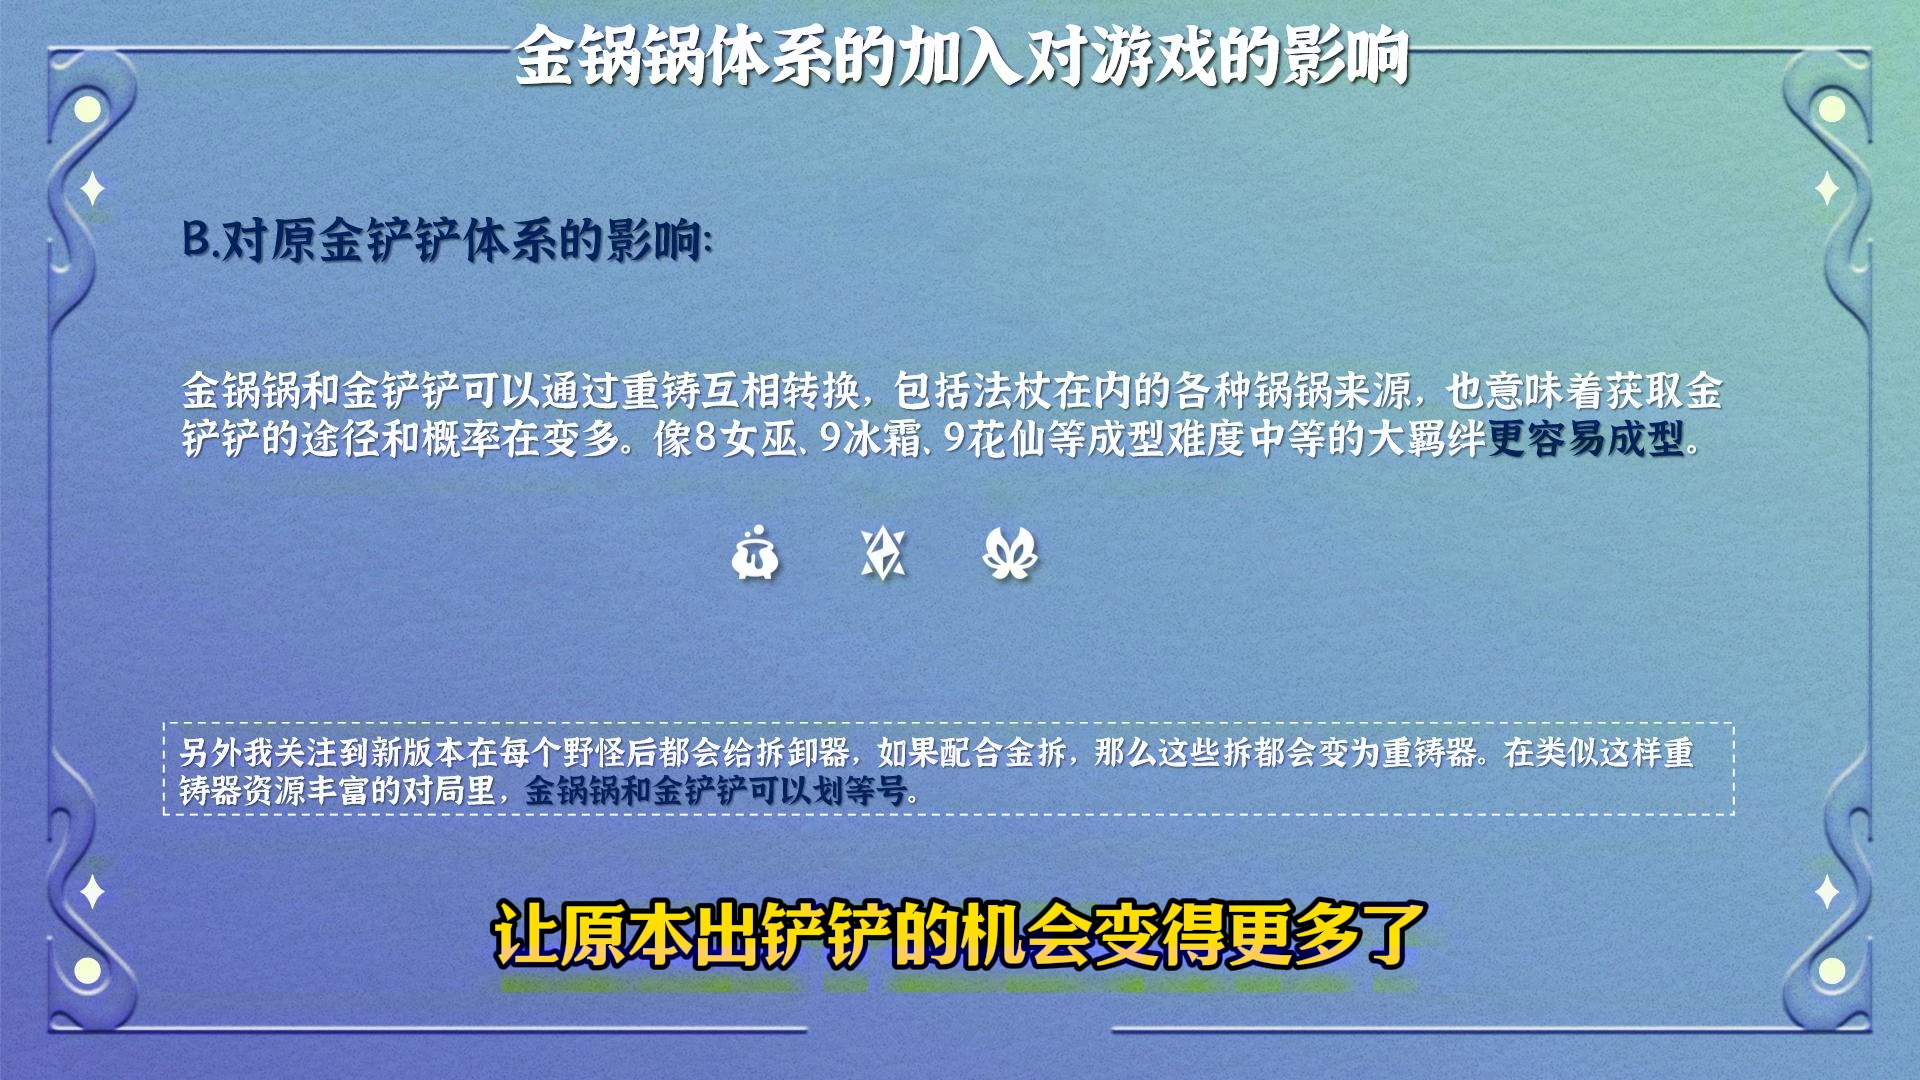 金锅锅体系的加入对游戏的影响
B.对原金铲铲体系的影响:
金锅锅和金铲铲可以通过重铸互相转换，包括法杖在内的各种锅锅来源，也意味着获取金
铲铲的途径和概率在变多。像8女巫、9冰霜、9花仙等成型难度中等的大羁绊更容易成型。
另外我关注到新版本在每个野怪后都会给拆卸器，如果配合金拆，那么这些拆都会变为重铸器。在类似这样重
铸器资源丰富的对局里，金锅锅和金铲铲可以划等号。
让原本出铲铲的机会变得更多了